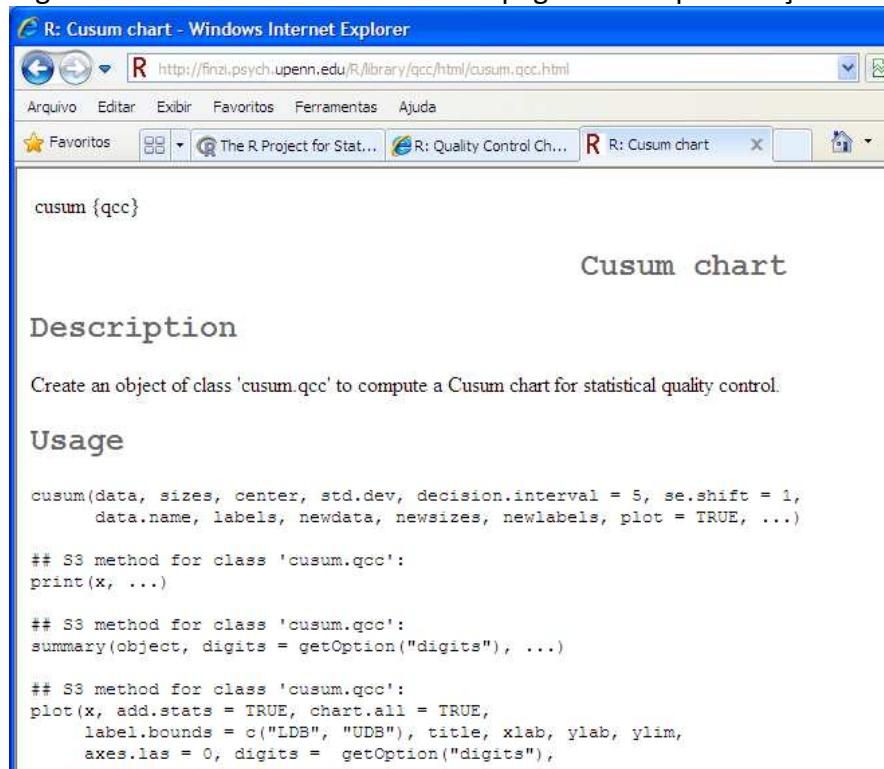 R: Cusum chart - Windows Internet Explorer
R http://finzi.psych.upenn.edu/R/library/qcc/html/cusum.qcc.html
Arquivo Editar Exibir Favoritos Ferramentas Ajuda
Favoritos The R Project for Stat... R: Quality Control Ch... R R: Cusum chart X
cusum {qcc}
Cusum chart
Description
Create an object of class 'cusum.qcc' to compute a Cusum chart for statistical quality control.
Usage
cusum(data, sizes, center, std.dev, decision.interval = 5, se.shift = 1,
data.name, labels, newdata, newsizes, newlabels, plot = TRUE, ...)
## S3 method for class 'cusum.qcc':
print(x, ...)
## S3 method for class 'cusum.qcc':
summary(object, digits = getOption("digits"), ...)
## S3 method for class 'cusum.qcc':
plot(x, add.stats = TRUE, chart.all = TRUE,
label.bounds = c("LDB", "UDB"), title, xlab, ylab, ylim,
axes.las = 0, digits = getOption("digits"),